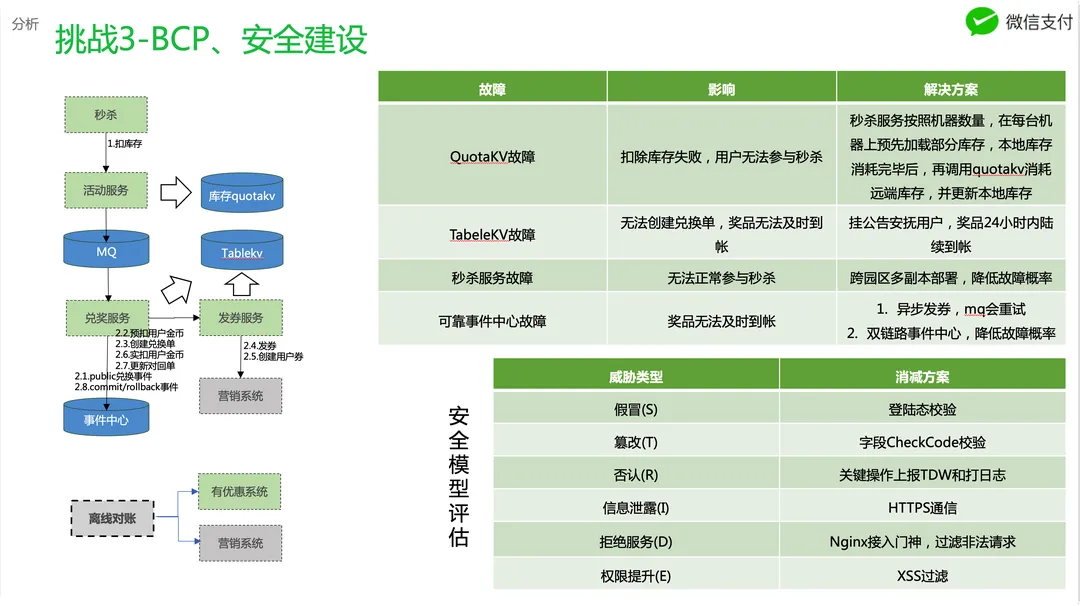 分析
挑战3-BCP、安全建设
微信支付
秒杀
1.扣库存
活动服务
库存quotakv
MQ
Tablekv
兑奖服务
发券服务
2.2.预扣用户金币
2.3.创建兑换单
2.6.实扣用户金币
2.7.更新对回单
2.1.public兑换事件
2.8.commit/rollback事件
2.4.发券
2.5.创建用户券
营销系统
事件中心
离线对账
有优惠系统
营销系统
故障 影响 解决方案
QuotaKV故障 扣除库存失败，用户无法参与秒杀
秒杀服务按照机器数量，在每台机
器上预先加载部分库存，本地库存
消耗完毕后，再调用quotakv消耗
远端库存，并更新本地库存
TabeleKV故障
无法创建兑换单，奖品无法及时到
帐
挂公告安抚用户，奖品24小时内陆
续到帐
秒杀服务故障 无法正常参与秒杀 跨园区多副本部署，降低故障概率
可靠事件中心故障 奖品无法及时到帐
1. 异步发券，mq会重试
2. 双链路事件中心，降低故障概率
安全模型评估
威胁类型 消减方案
假冒(S) 登陆态校验
篡改(T) 字段CheckCode校验
否认(R) 关键操作上报TDW和打日志
信息泄露(I) HTTPS通信
拒绝服务(D) Nginx接入门神，过滤非法请求
权限提升(E) XSS过滤